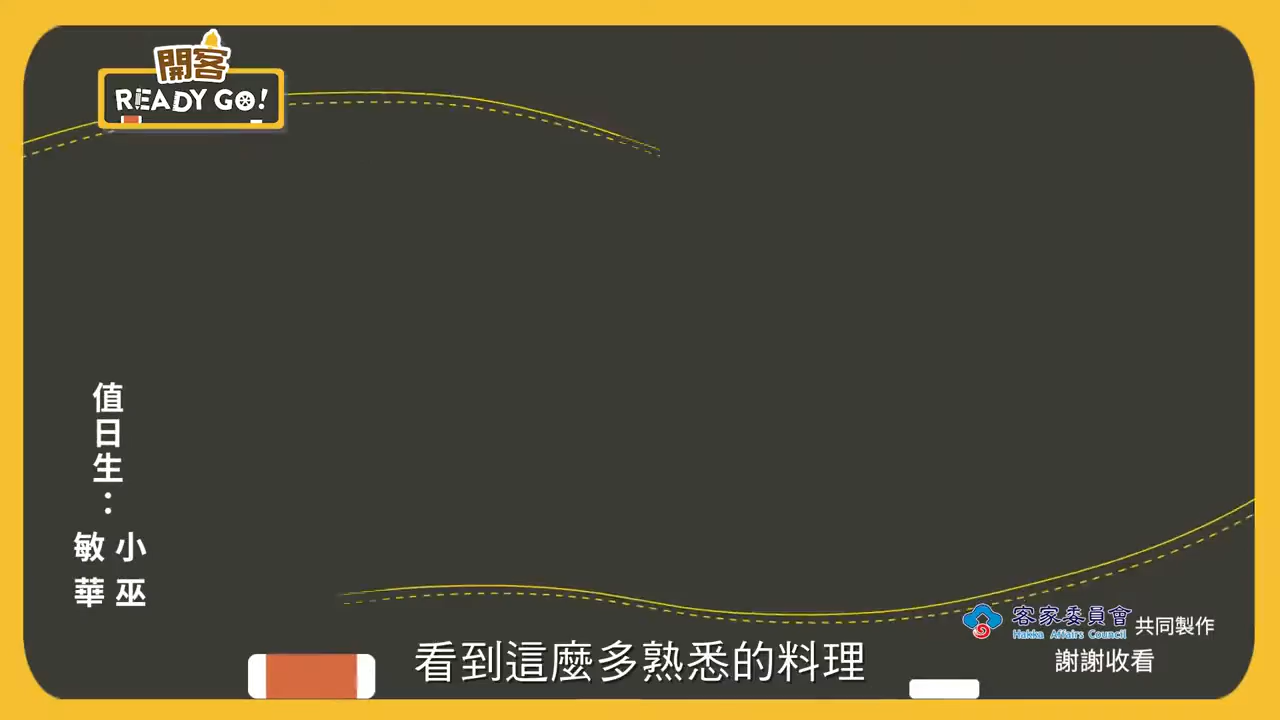 開客
READY GO!
值日生：
小巫
敏華
客家委員會
Hakka Affairs Council
共同製作
謝謝收看
看到這麼多熟悉的料理